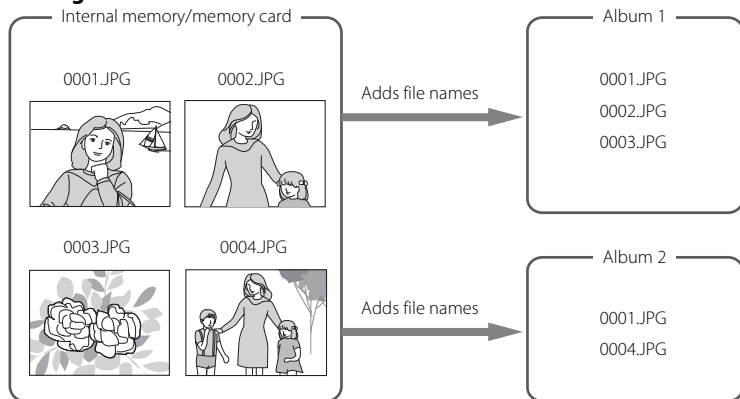 Internal memory/memory card
0001.JPG
0002.JPG
0003.JPG
0004.JPG
Adds file names
Adds file names
Album 1
0001.JPG
0002.JPG
0003.JPG
Album 2
0001.JPG
0004.JPG